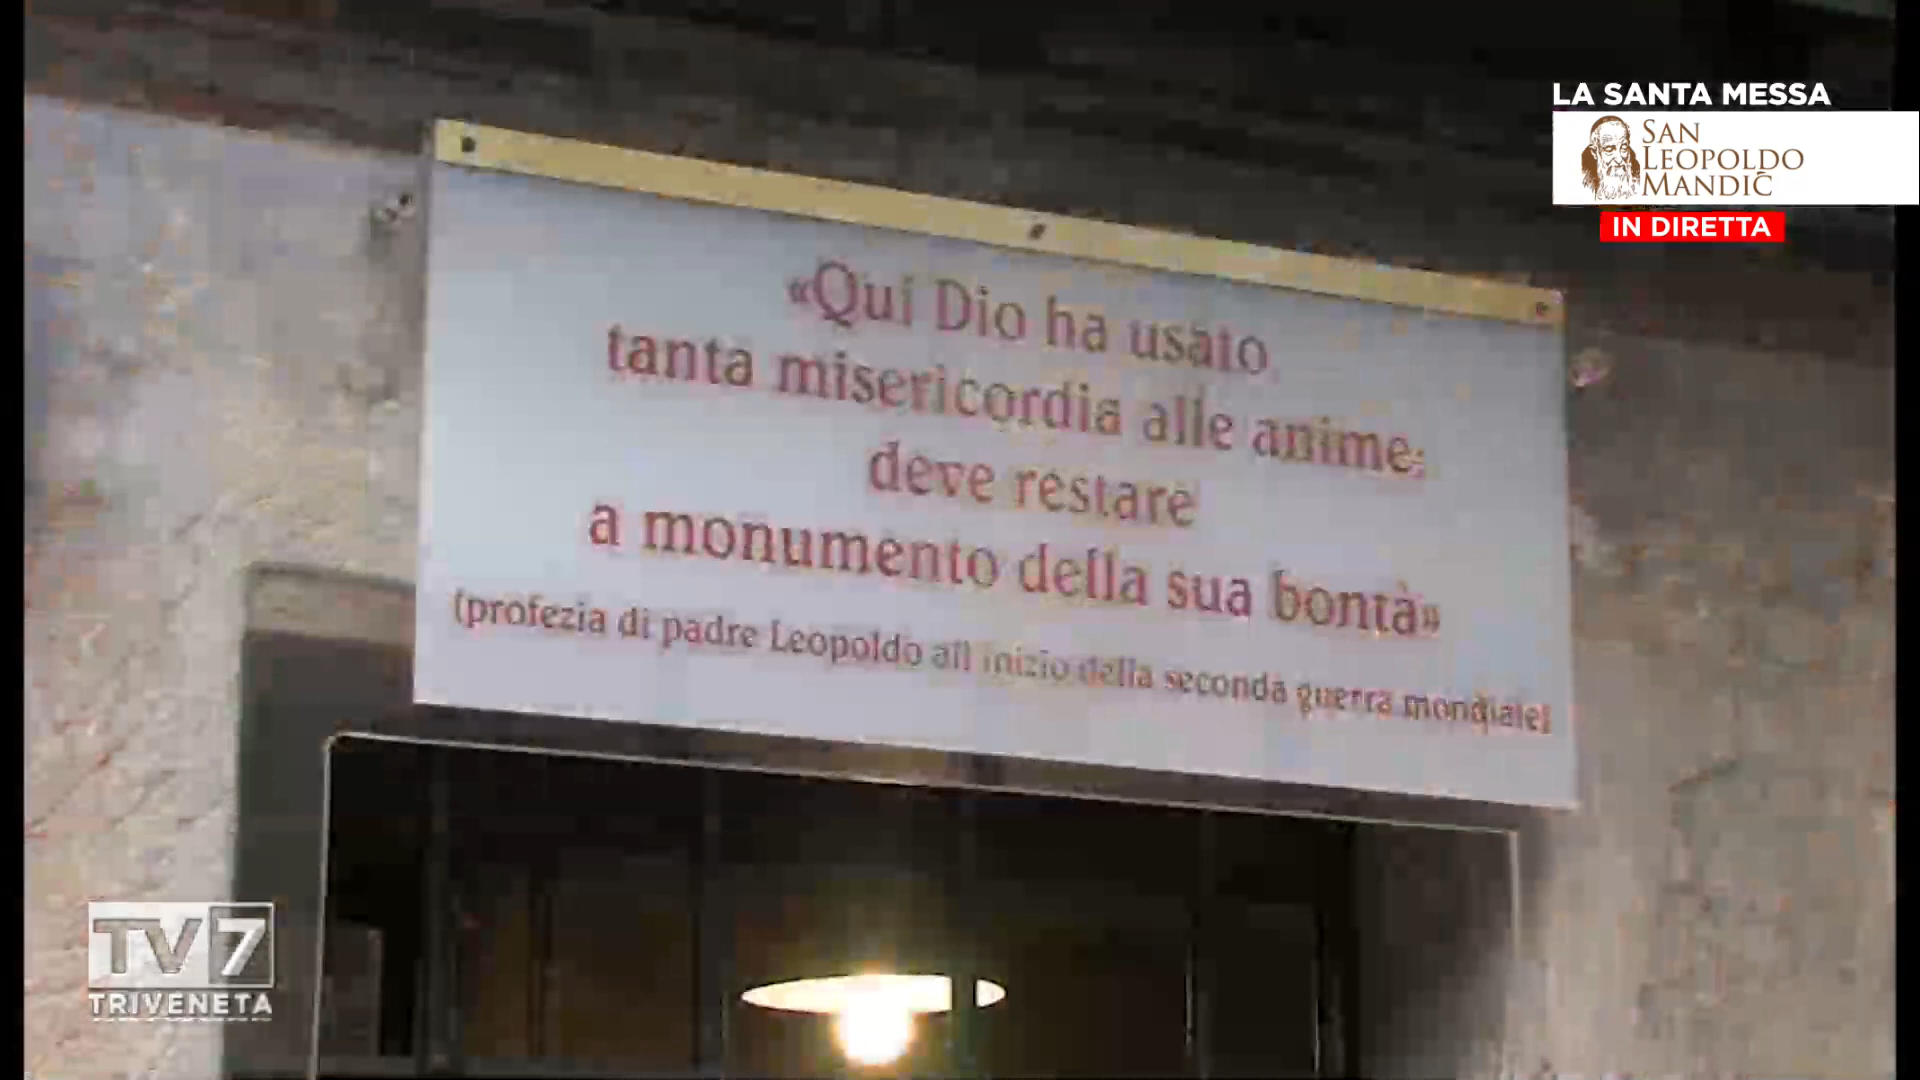 LA SANTA MESSA
SAN
LEOPOLDO
MANDIĆ
IN DIRETTA
«Qui Dio ha usato
tanta misericordia alle anime:
deve restare
a monumento della sua bontà»
(profezia di padre Leopoldo all'inizio della seconda guerra mondiale)
TV7
TRIVENETA